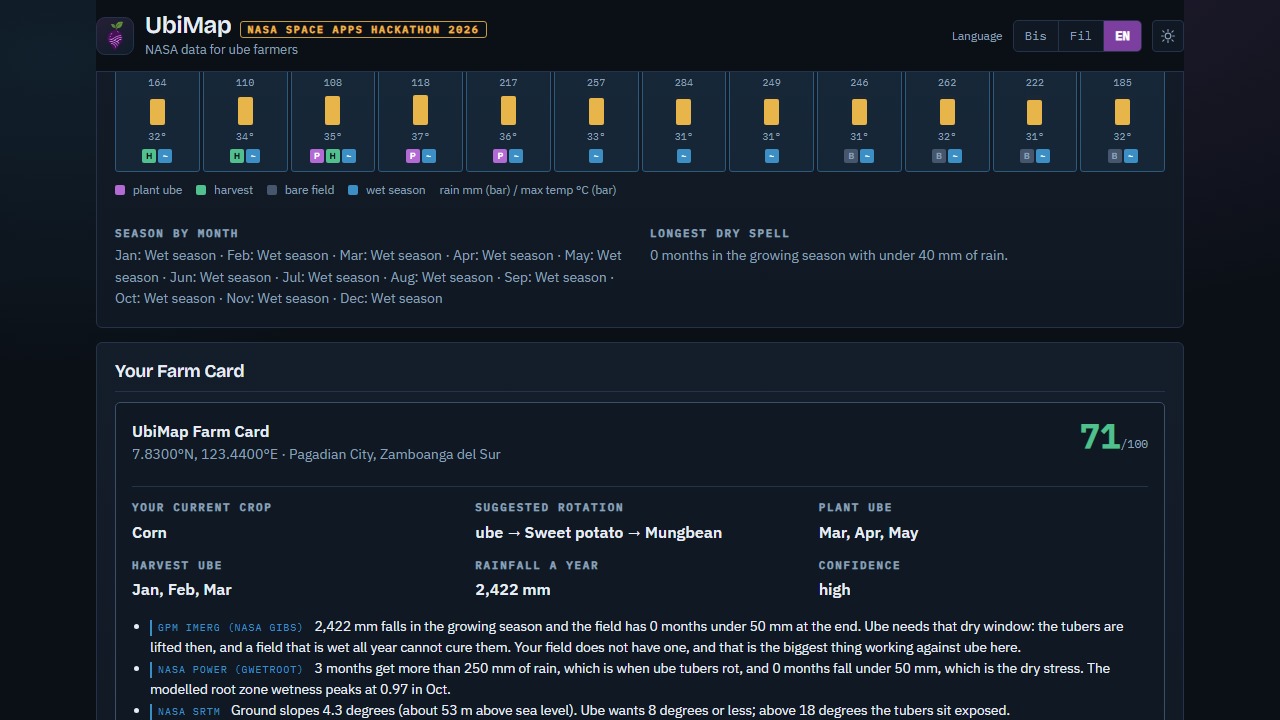 UbiMap NASA SPACE APPS HACKATHON 2026
NASA data for ube farmers
Language Bis Fil EN
164 110 108 118 217 257 284 249 246 262 222 185
32° 34° 35° 37° 36° 33° 31° 31° 31° 32° 31° 32°
H ~ H ~ P H ~ P ~ P ~ ~ ~ ~ B ~ B ~ B ~ B ~
plant ube harvest bare field wet season rain mm (bar) / max temp °C (bar)
SEASON BY MONTH
Jan: Wet season · Feb: Wet season · Mar: Wet season · Apr: Wet season · May: Wet
season · Jun: Wet season · Jul: Wet season · Aug: Wet season · Sep: Wet season ·
Oct: Wet season · Nov: Wet season · Dec: Wet season
LONGEST DRY SPELL
0 months in the growing season with under 40 mm of rain.
Your Farm Card
UbiMap Farm Card
7.8300°N, 123.4400°E · Pagadian City, Zamboanga del Sur
71/100
YOUR CURRENT CROP
Corn
SUGGESTED ROTATION
ube → Sweet potato → Mungbean
PLANT UBE
Mar, Apr, May
HARVEST UBE
Jan, Feb, Mar
RAINFALL A YEAR
2,422 mm
CONFIDENCE
high
• GPM IMERG (NASA GIBS) 2,422 mm falls in the growing season and the field has 0 months under 50 mm at the end. Ube needs that dry window: the tubers are
lifted then, and a field that is wet all year cannot cure them. Your field does not have one, and that is the biggest thing working against ube here.
• NASA POWER (GWETROOT) 3 months get more than 250 mm of rain, which is when ube tubers rot, and 0 months fall under 50 mm, which is the dry stress. The
modelled root zone wetness peaks at 0.97 in Oct.
• NASA SRTM Ground slopes 4.3 degrees (about 53 m above sea level). Ube wants 8 degrees or less; above 18 degrees the tubers sit exposed.